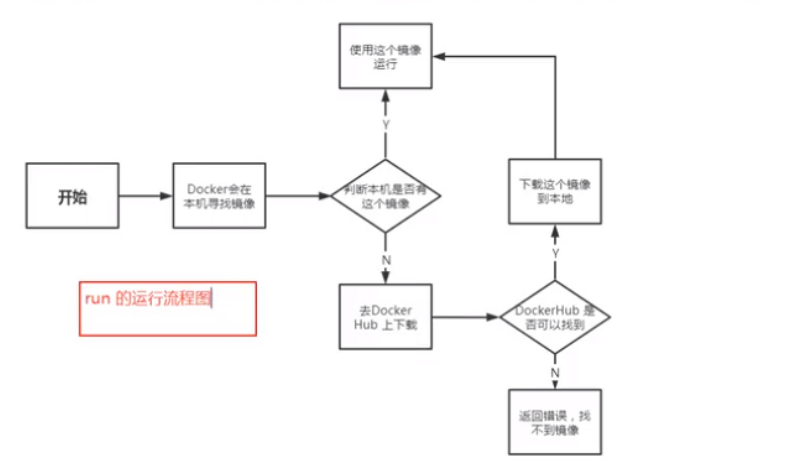 使用这个镜像
运行
Y
开始
Docker会在
本机寻找镜像
判断本机是否有
这个镜像
下载这个镜像
到本地
N
Y
run 的运行流程图
去Docker
Hub 上下载
DockerHub 是
否可以找到
N
返回错误，找
不到镜像